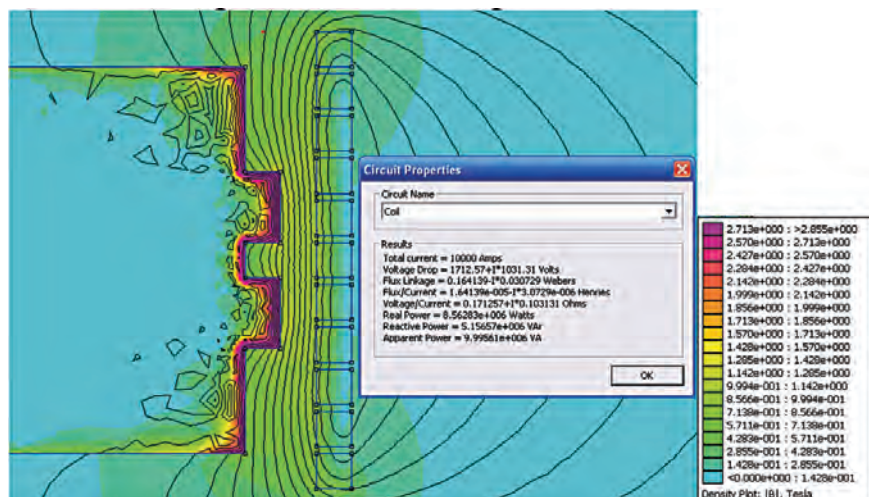 Circuit Properties
Circuit Name
Coil
Results
Total current = 10000 Amps
Voltage Drop = 1712.57+I*1031.31 Volts
Flux Linkage = 0.164139-I*0.030729 Webers
Flux/Current = 1.64139e-005-I*3.0729e-006 Henries
Voltage/Current = 0.171257+I*0.103131 Ohms
Real Power = 8.56283e+006 Watts
Reactive Power = 5.15657e+006 VAr
Apparent Power = 9.99561e+006 VA
OK
2.713e+000 : >2.855e+000
2.570e+000 : 2.713e+000
2.427e+000 : 2.570e+000
2.284e+000 : 2.427e+000
2.142e+000 : 2.284e+000
1.999e+000 : 2.142e+000
1.856e+000 : 1.999e+000
1.713e+000 : 1.856e+000
1.570e+000 : 1.713e+000
1.428e+000 : 1.570e+000
1.285e+000 : 1.428e+000
1.142e+000 : 1.285e+000
9.994e-001 : 1.142e+000
8.566e-001 : 9.994e-001
7.138e-001 : 8.566e-001
5.711e-001 : 7.138e-001
4.283e-001 : 5.711e-001
2.855e-001 : 4.283e-001
1.428e-001 : 2.855e-001
<0.000e+000 : 1.428e-001
Density Plot: |B|, Tesla